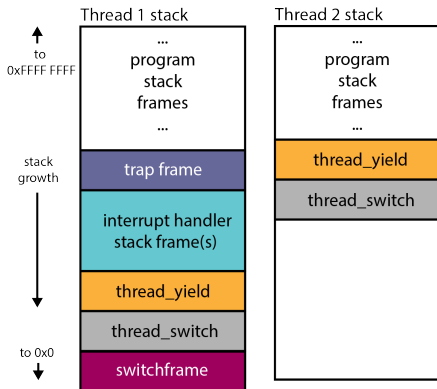 Thread 1 stack
Thread 2 stack
to
0xFFFF FFFF
stack
growth
to 0x0
...
program
stack
frames
...
trap frame
interrupt handler
stack frame(s)
thread_yield
thread_switch
switchframe
...
program
stack
frames
...
thread_yield
thread_switch